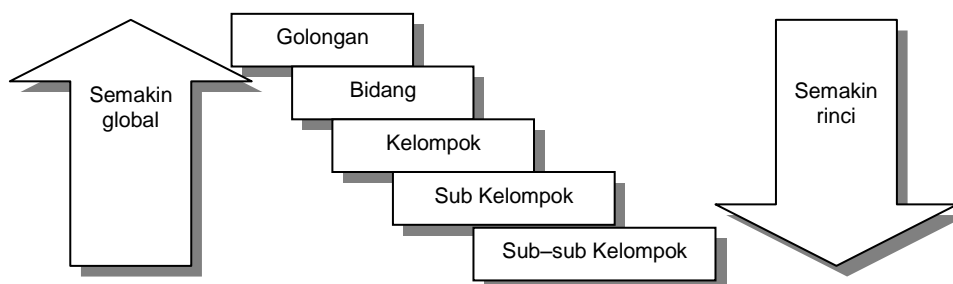 Golongan
Semakin
global
Bidang
Semakin
rinci
Kelompok
Sub Kelompok
Sub–sub Kelompok